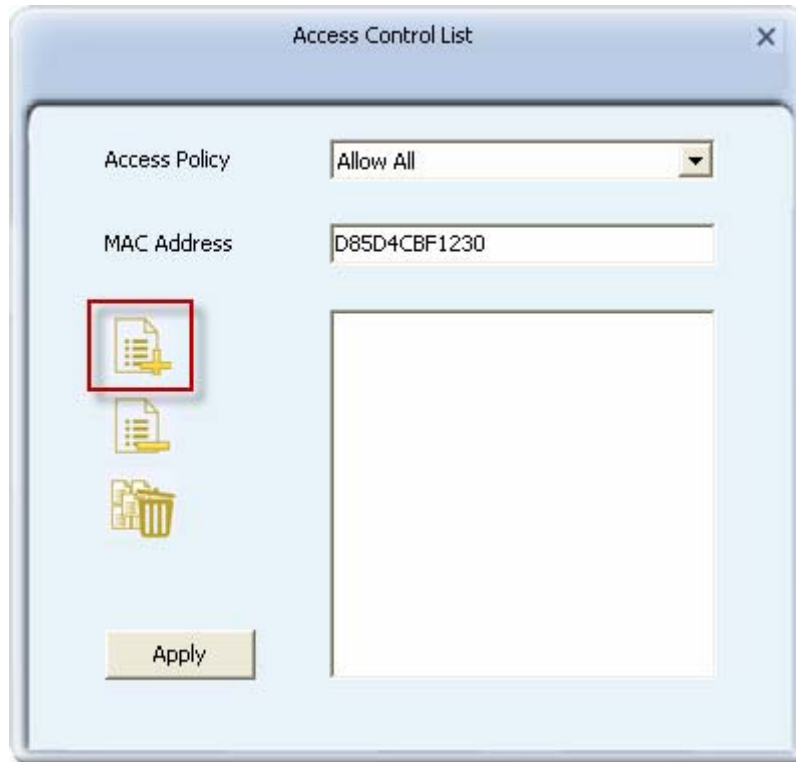 Access Control List
Access Policy
Allow All
MAC Address
D85D4CBF1230
Apply